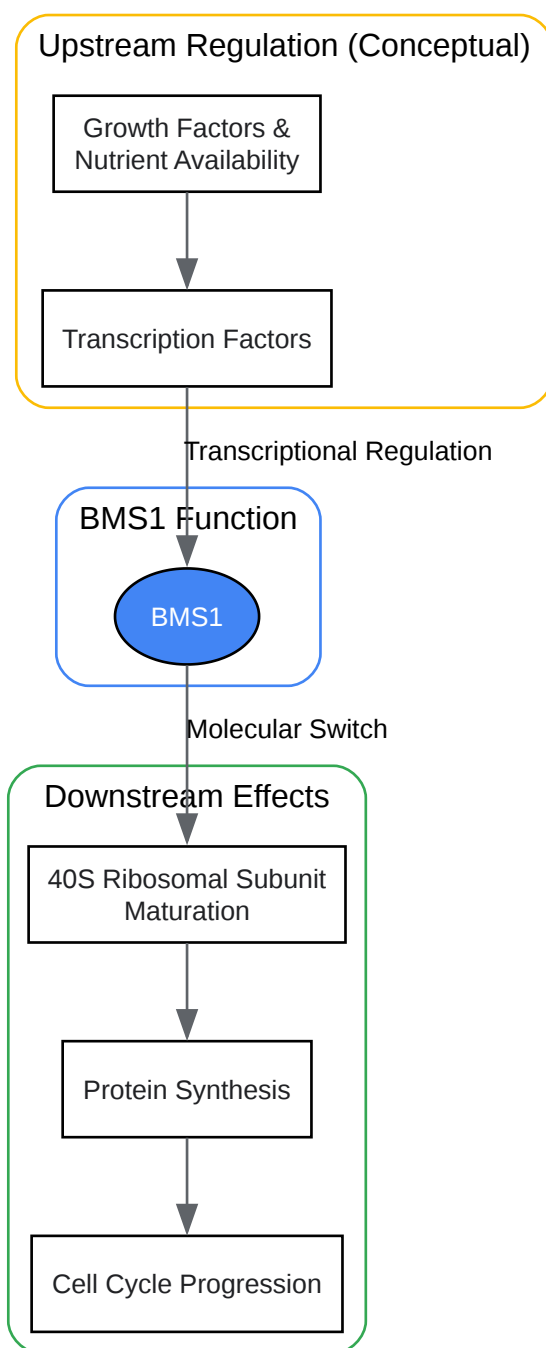 Upstream Regulation (Conceptual)
Growth Factors &
Nutrient Availability
Transcription Factors
Transcriptional Regulation
BMS1 Function
BMS1
Molecular Switch
Downstream Effects
40S Ribosomal Subunit
Maturation
Protein Synthesis
Cell Cycle Progression